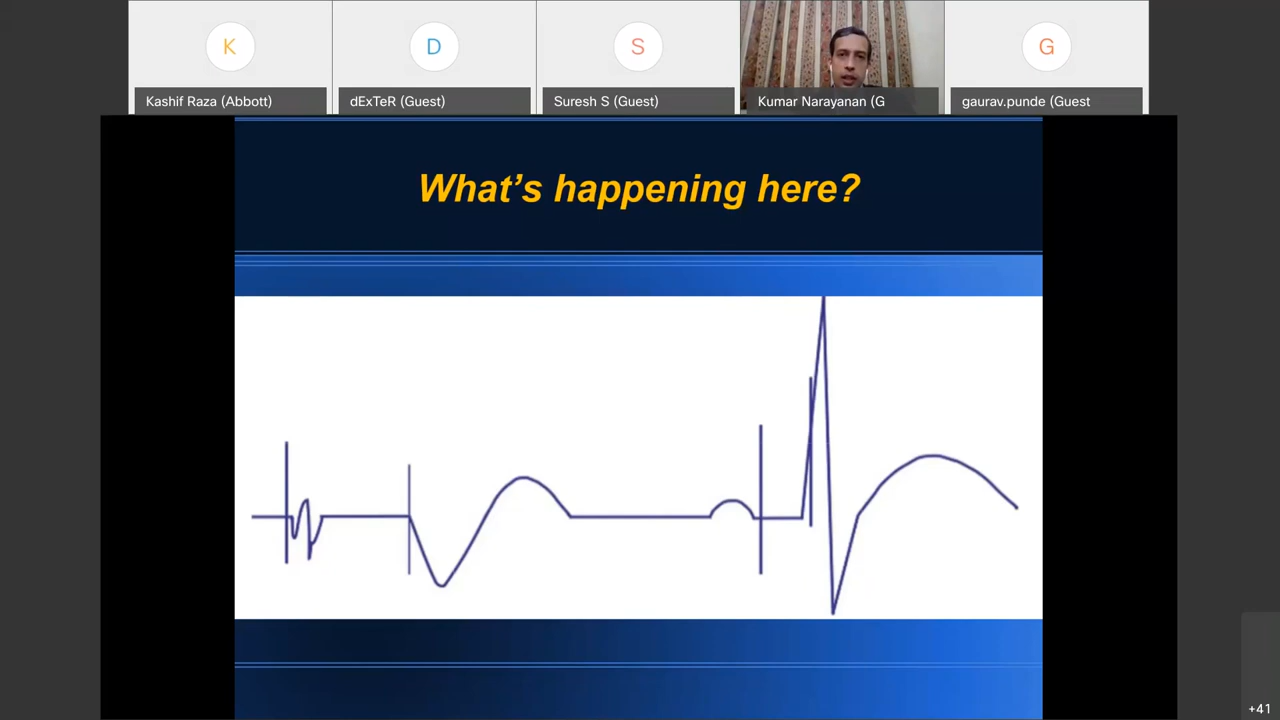 K
D
S
G
Kashif Raza (Abbott)
dExTeR (Guest)
Suresh S (Guest)
Kumar Narayanan (G
gaurav.punde (Guest
What's happening here?
+41